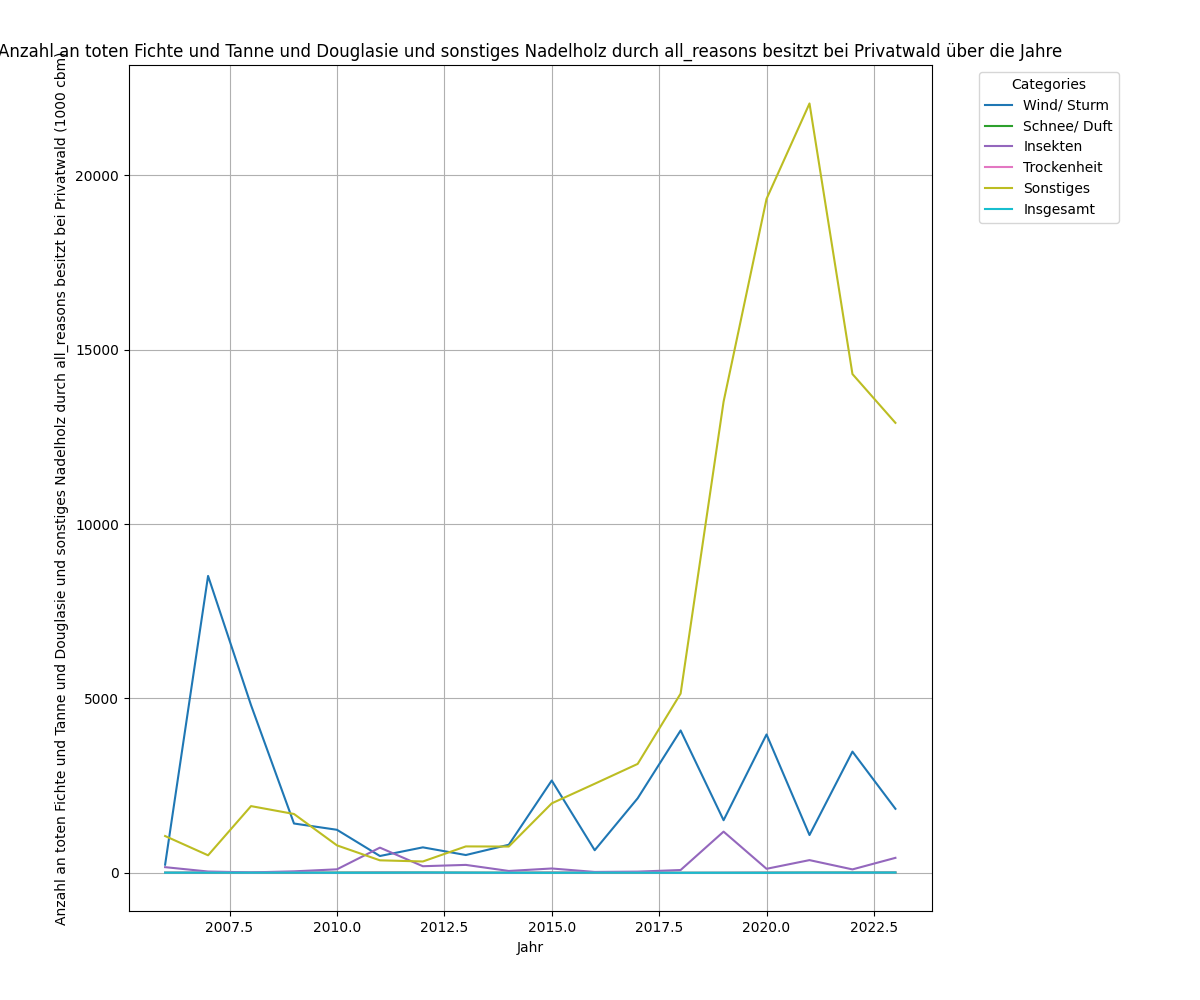 Anzahl an toten Fichte und Tanne und Douglasie und sonstiges Nadelholz durch all_reasons besitzt bei Privatwald über die Jahre
Anzahl an toten Fichte und Tanne und Douglasie und sonstiges Nadelholz durch all_reasons besitzt bei Privatwald (1000 cbm)
20000
15000
10000
5000
0
2007.5
2010.0
2012.5
2015.0
2017.5
2020.0
2022.5
Jahr
Categories
Wind/ Sturm
Schnee/ Duft
Insekten
Trockenheit
Sonstiges
Insgesamt